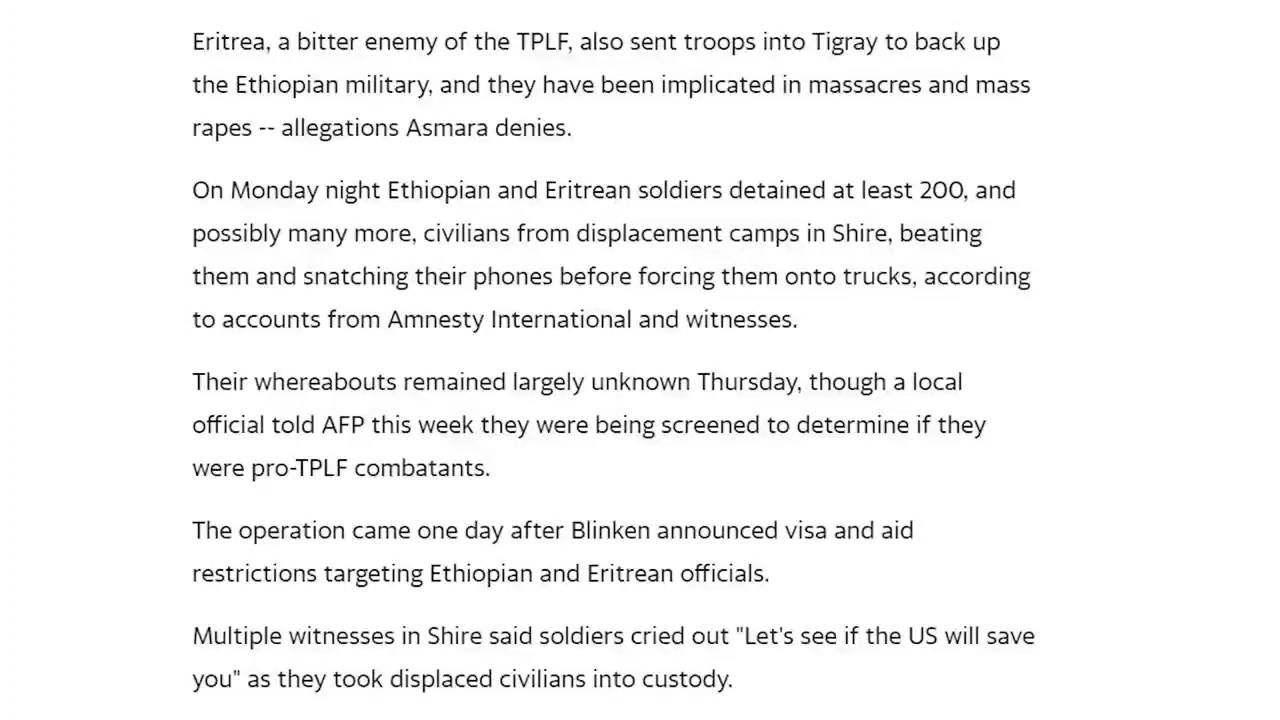 Eritrea, a bitter enemy of the TPLF, also sent troops into Tigray to back up
the Ethiopian military, and they have been implicated in massacres and mass
rapes -- allegations Asmara denies.
On Monday night Ethiopian and Eritrean soldiers detained at least 200, and
possibly many more, civilians from displacement camps in Shire, beating
them and snatching their phones before forcing them onto trucks, according
to accounts from Amnesty International and witnesses.
Their whereabouts remained largely unknown Thursday, though a local
official told AFP this week they were being screened to determine if they
were pro-TPLF combatants.
The operation came one day after Blinken announced visa and aid
restrictions targeting Ethiopian and Eritrean officials.
Multiple witnesses in Shire said soldiers cried out "Let's see if the US will save
you" as they took displaced civilians into custody.